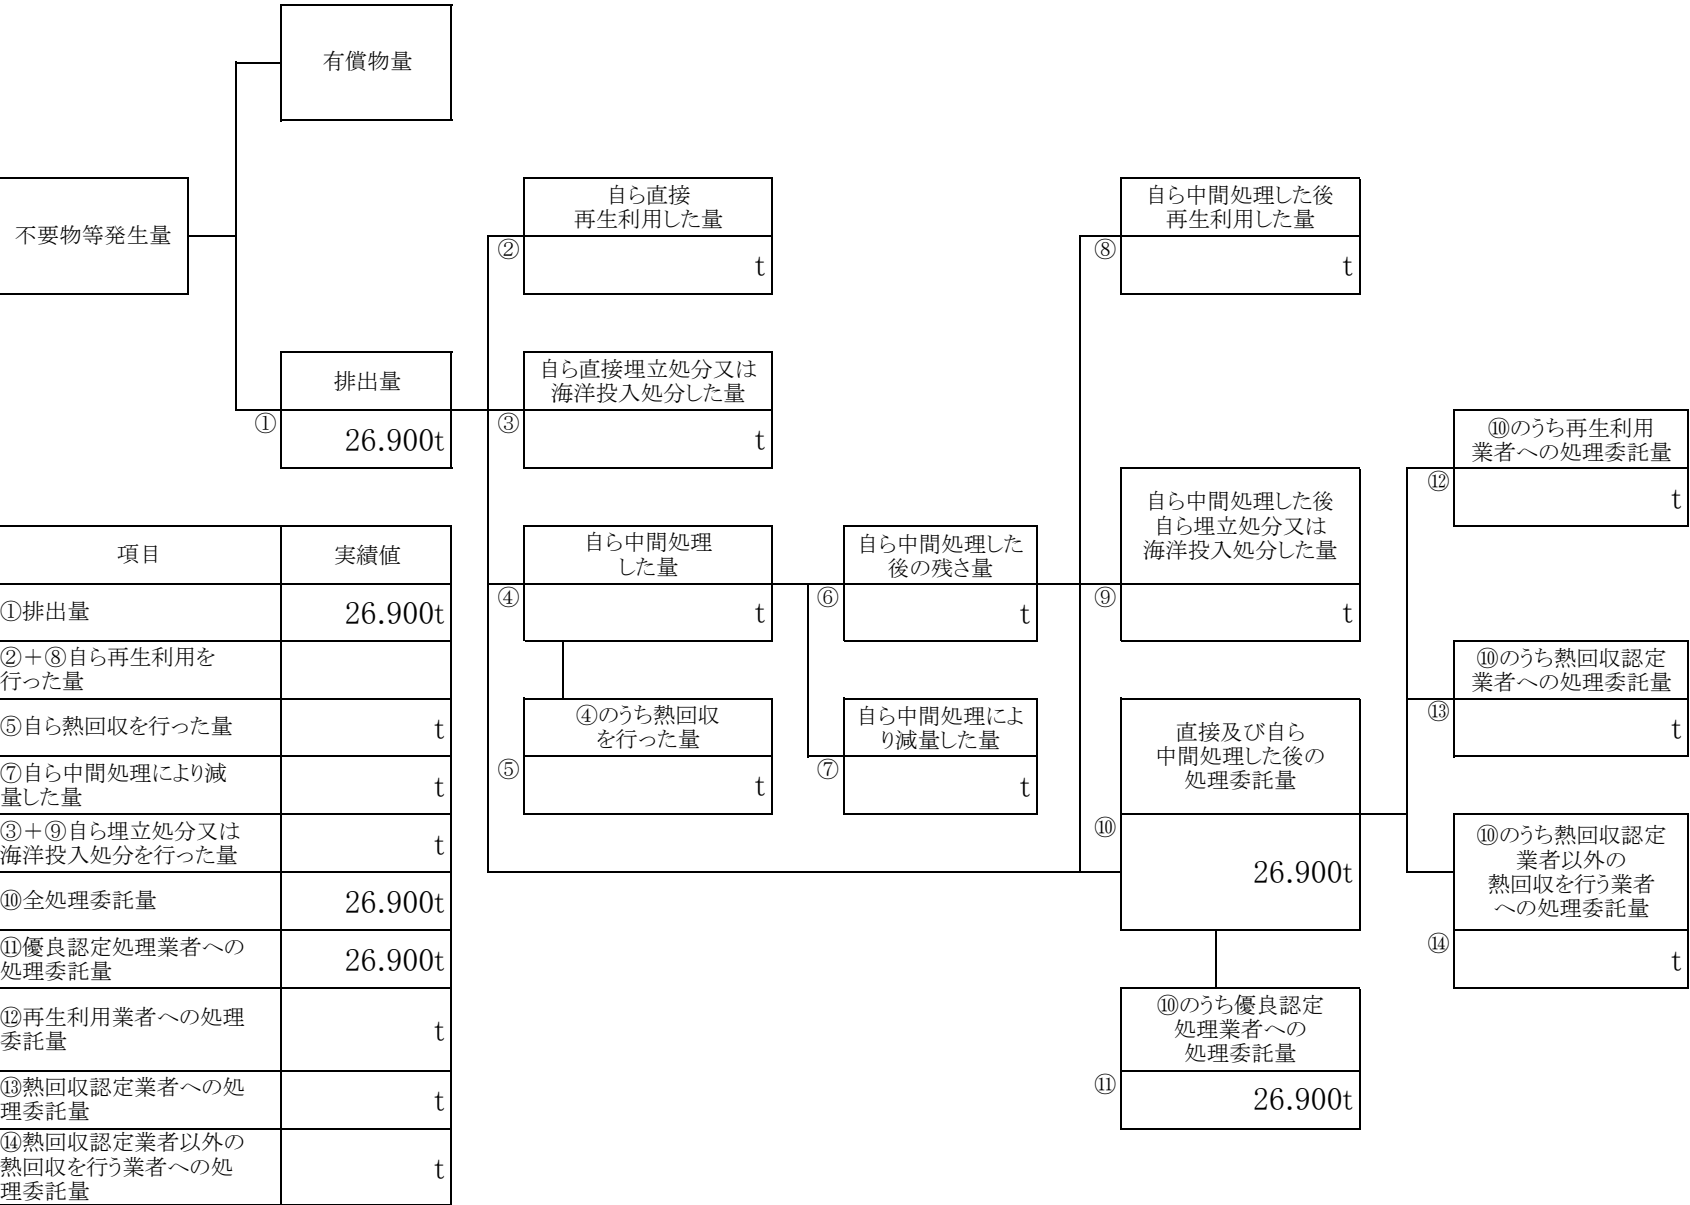 有償物量
不要物等発生量
自ら直接
再生利用した量
②
t
自ら中間処理した後
再生利用した量
⑧
t
排出量
①
26.900t
自ら直接埋立処分又は
海洋投入処分した量
③
t
⑩のうち再生利用
業者への処理委託量
⑫
t
自ら中間処理
した量
④
t
自ら中間処理した
後の残さ量
⑥
t
自ら中間処理した後
自ら埋立処分又は
海洋投入処分した量
⑨
t
⑩のうち熱回収認定
業者への処理委託量
⑬
t
④のうち熱回収
を行った量
⑤
t
自ら中間処理によ
り減量した量
⑦
t
直接及び自ら
中間処理した後の
処理委託量
⑩
26.900t
⑩のうち熱回収認定
業者以外の
熱回収を行う業者
への処理委託量
⑭
t
⑩のうち優良認定
処理業者への
処理委託量
⑪
26.900t
項目
実績値
①排出量
26.900t
②＋⑧自ら再生利用を
行った量
⑤自ら熱回収を行った量
t
⑦自ら中間処理により減
量した量
t
③＋⑨自ら埋立処分又は
海洋投入処分を行った量
t
⑩全処理委託量
26.900t
⑪優良認定処理業者への
処理委託量
26.900t
⑫再生利用業者への処理
委託量
t
⑬熱回収認定業者への処
理委託量
t
⑭熱回収認定業者以外の
熱回収を行う業者への処
理委託量
t